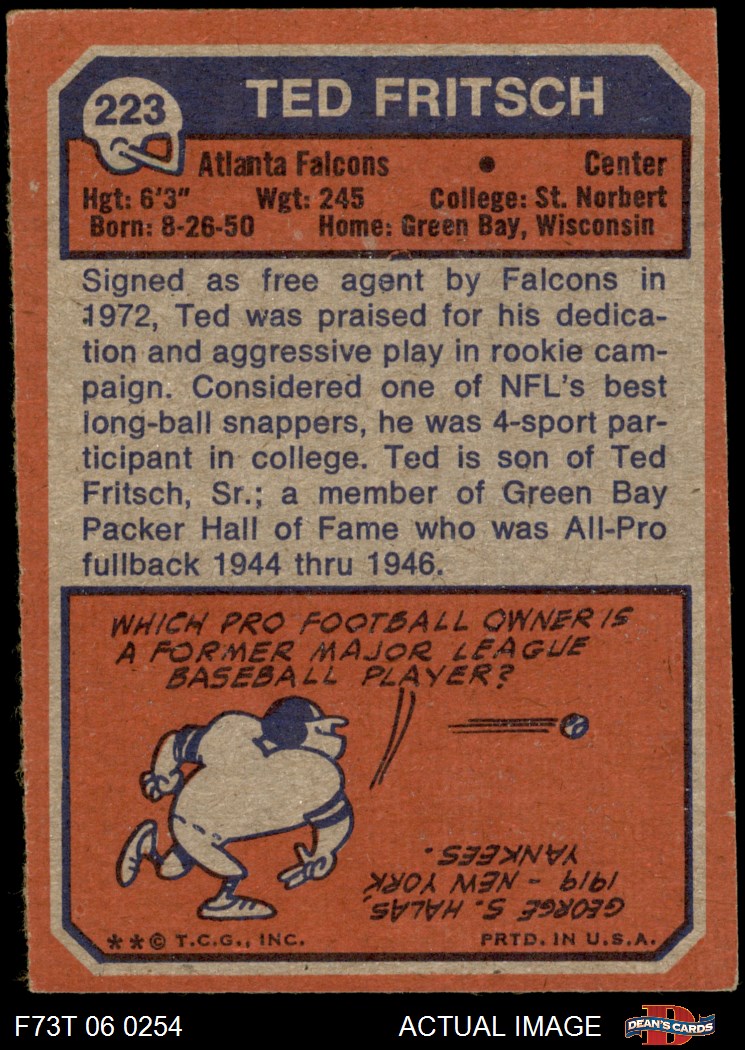 223
TED FRITSCH
Atlanta Falcons • Center
Hgt: 6'3" Wgt: 245 College: St. Norbert
Born: 8-26-50 Home: Green Bay, Wisconsin
Signed as free agent by Falcons in
1972, Ted was praised for his dedica-
tion and aggressive play in rookie cam-
paign. Considered one of NFL's best
long-ball snappers, he was 4-sport par-
ticipant in college. Ted is son of Ted
Fritsch, Sr.; a member of Green Bay
Packer Hall of Fame who was All-Pro
fullback 1944 thru 1946.
WHICH PRO FOOTBALL OWNER IS
A FORMER MAJOR LEAGUE
BASEBALL PLAYER?
GEORGE S. HALAS,
1919 - NEW YORK
YANKEES.
**© T.C.G., INC. PRTD. IN U.S.A.
F73T 06 0254 ACTUAL IMAGE D DEAN'S CARDS